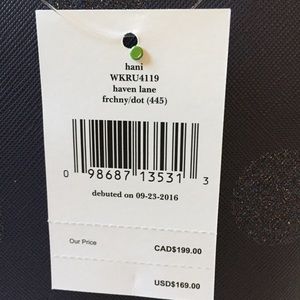 hani
WKRU4119
haven lane
frchny/dot (445)
0 98687 13531 3
debuted on 09-23-2016
Our Price CAD$199.00
USD$169.00